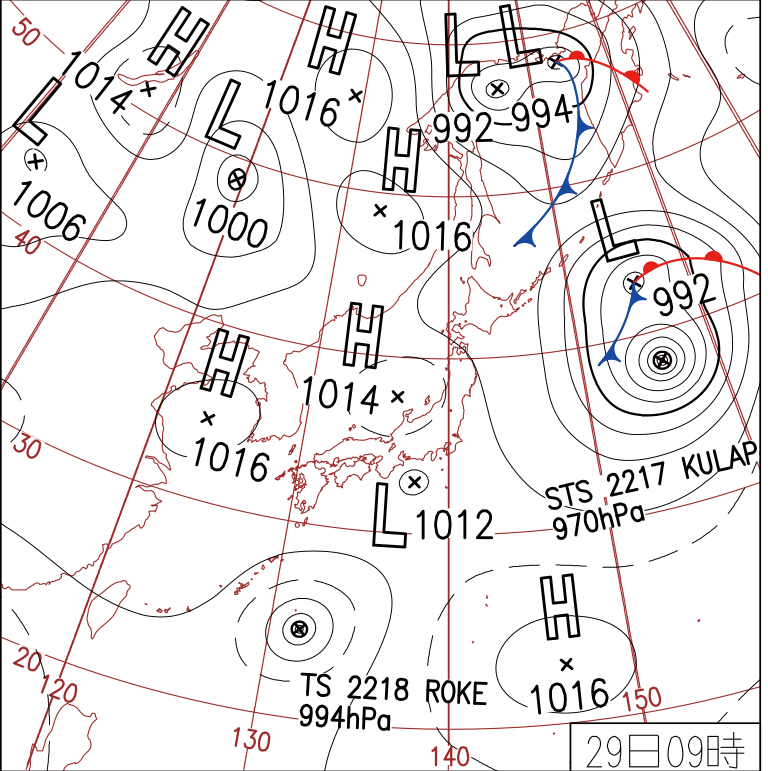 50
H
1014
H
1016
L
L
992
994
L
1006
L
1000
H
1016
40
L
992
H
1014
H
1016
30
L
1012
STS 2217 KULAP
970hPa
H
1016
TS 2218 ROKE
994hPa
20
120
130
140
150
29日09時